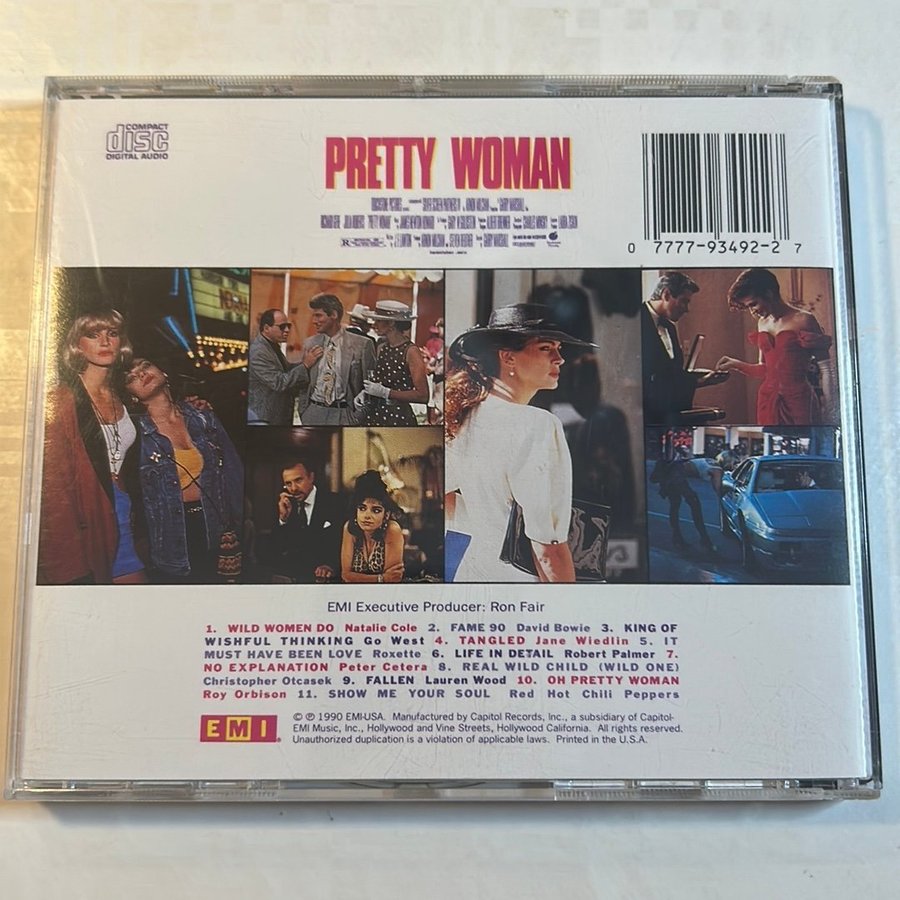 COMPACT
disc
DIGITAL AUDIO
PRETTY WOMAN
0 7777-93492-2 7
EMI Executive Producer: Ron Fair
1. WILD WOMEN DO Natalie Cole 2. FAME 90 David Bowie 3. KING OF
WISHFUL THINKING Go West 4. TANGLED Jane Wiedlin 5. IT
MUST HAVE BEEN LOVE Roxette 6. LIFE IN DETAIL Robert Palmer 7.
NO EXPLANATION Peter Cetera 8. REAL WILD CHILD (WILD ONE)
Christopher Otcasek 9. FALLEN Lauren Wood 10. OH PRETTY WOMAN
Roy Orbison 11. SHOW ME YOUR SOUL Red Hot Chili Peppers
EMI
© ℗ 1990 EMI-USA. Manufactured by Capitol Records, Inc., a subsidiary of Capitol-
EMI Music, Inc., Hollywood and Vine Streets, Hollywood California. All rights reserved.
Unauthorized duplication is a violation of applicable laws. Printed in the U.S.A.